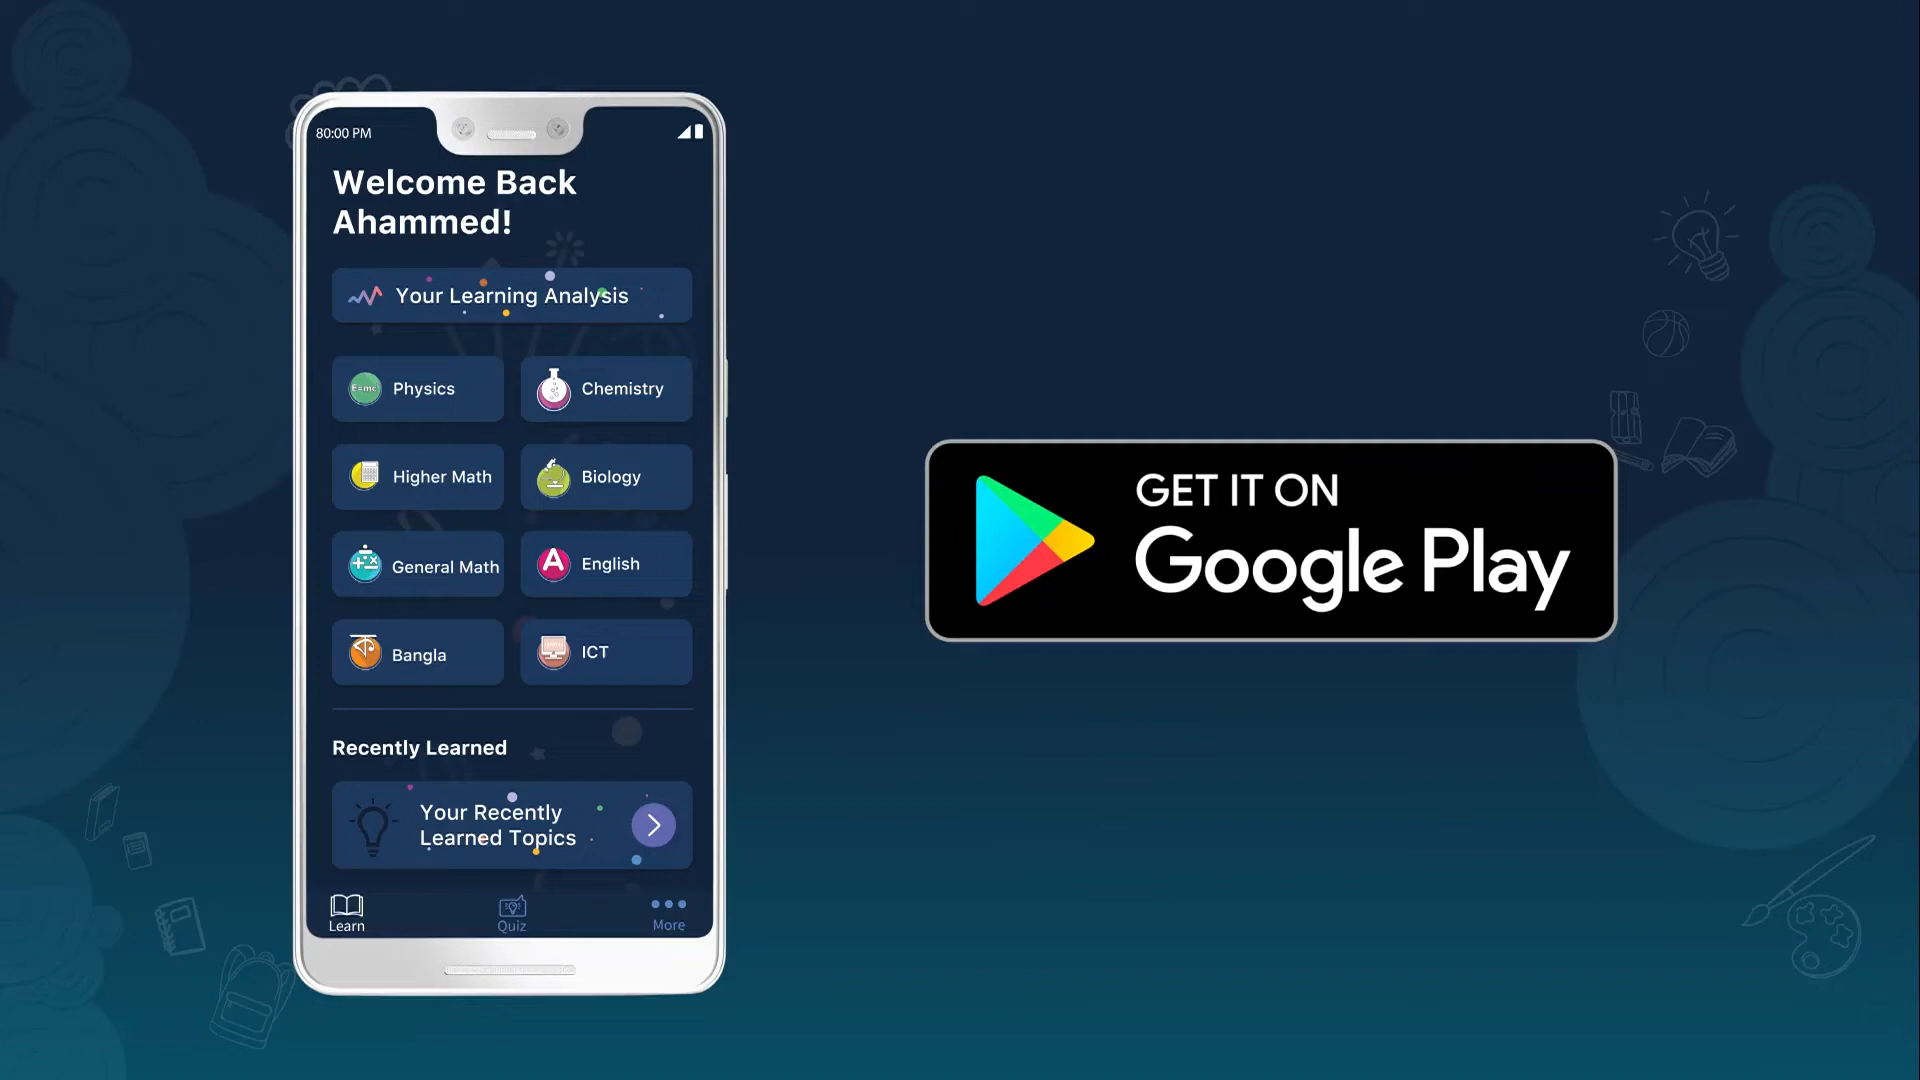 80:00 PM
Welcome Back
Ahammed!
Your Learning Analysis
E=mc
Physics
Chemistry
Higher Math
Biology
General Math
A
English
ক
Bangla
ICT
Recently Learned
Your Recently
Learned Topics
Learn
Quiz
More
GET IT ON
Google Play